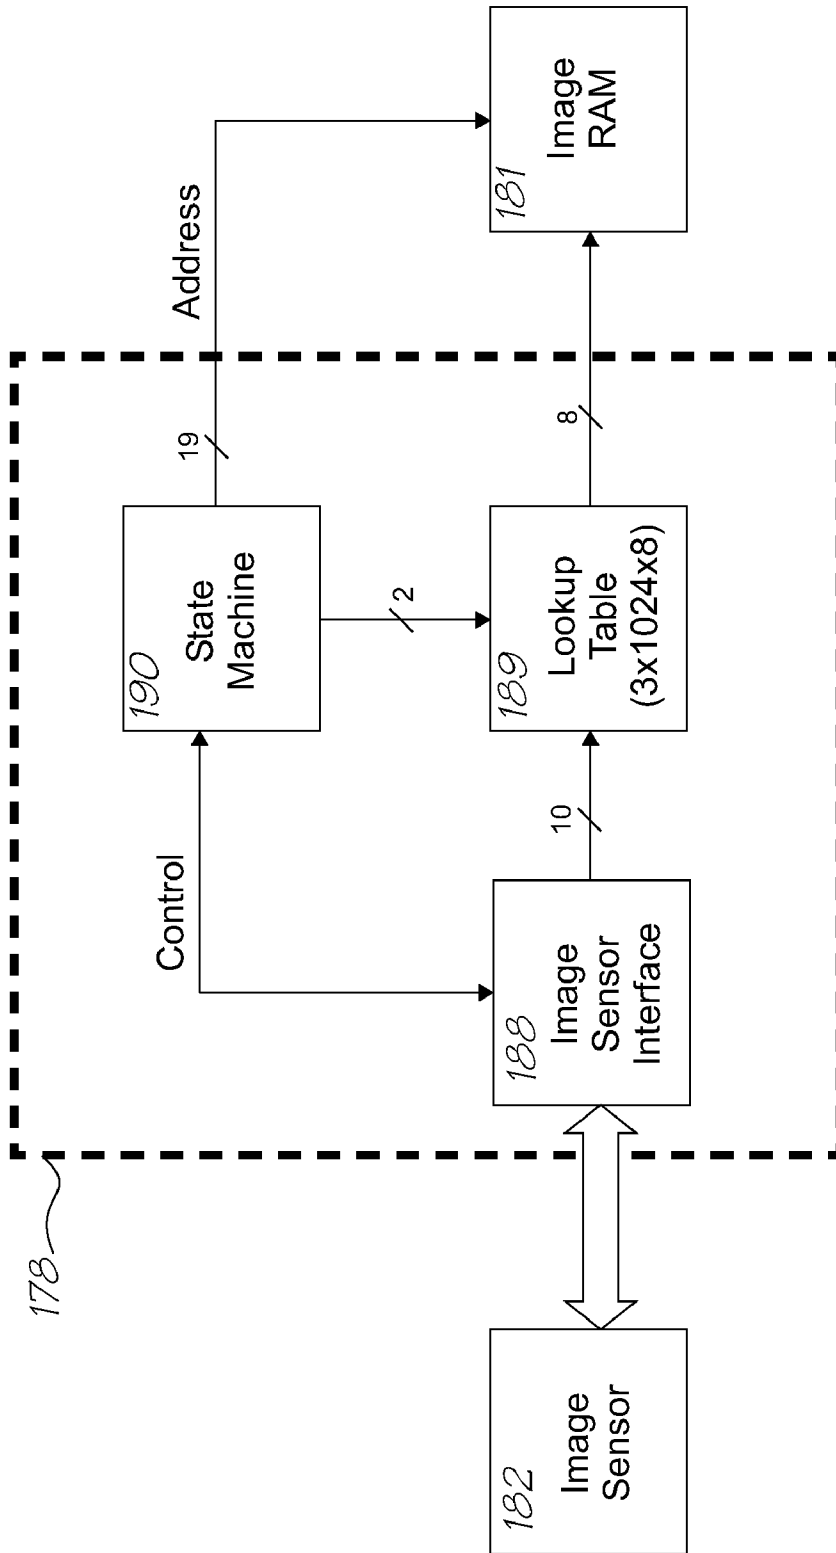 178
Control
Address
190
State
Machine
19
2
182
Image
Sensor
188
Image
Sensor
Interface
10
189
Lookup
Table
(3x1024x8)
8
181
Image
RAM